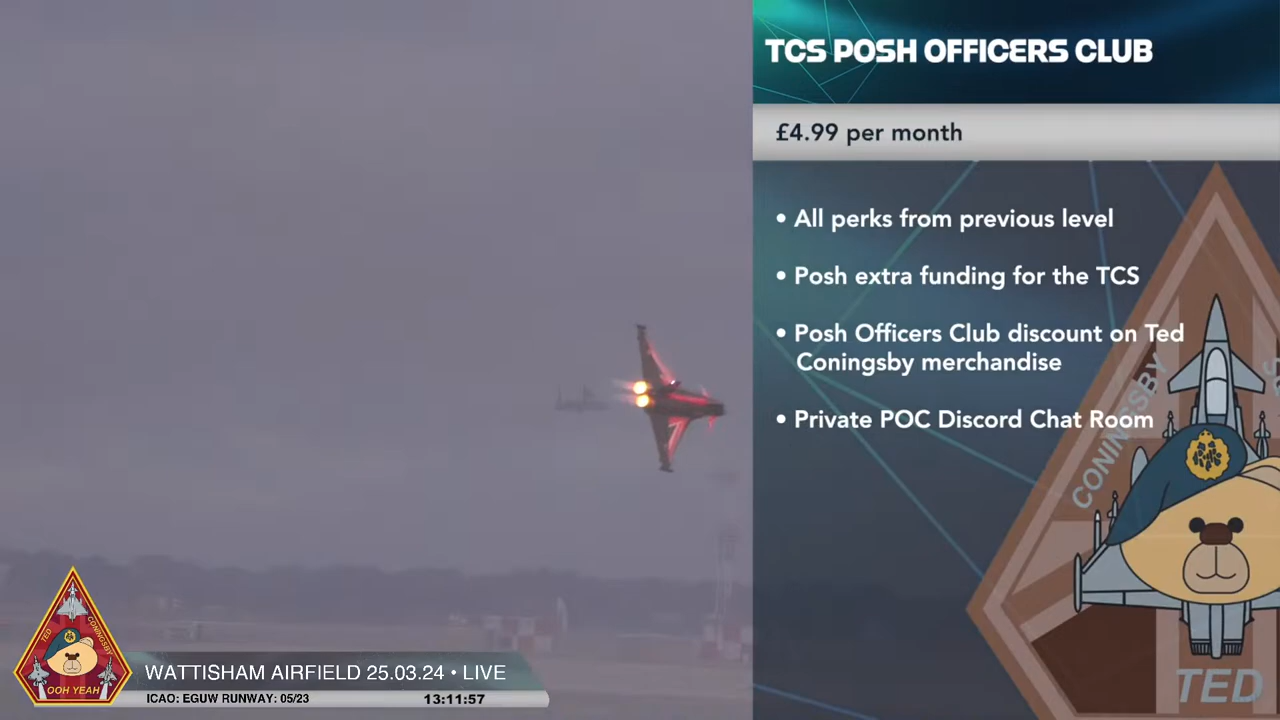 TCS POSH OFFICERS CLUB
£4.99 per month
• All perks from previous level
• Posh extra funding for the TCS
• Posh Officers Club discount on Ted
Coningsby merchandise
• Private POC Discord Chat Room
CONINGSBY
TED
TED
CONINGSBY
OOH YEAH
WATTISHAM AIRFIELD 25.03.24 • LIVE
ICAO: EGUW RUNWAY: 05/23
13:11:57